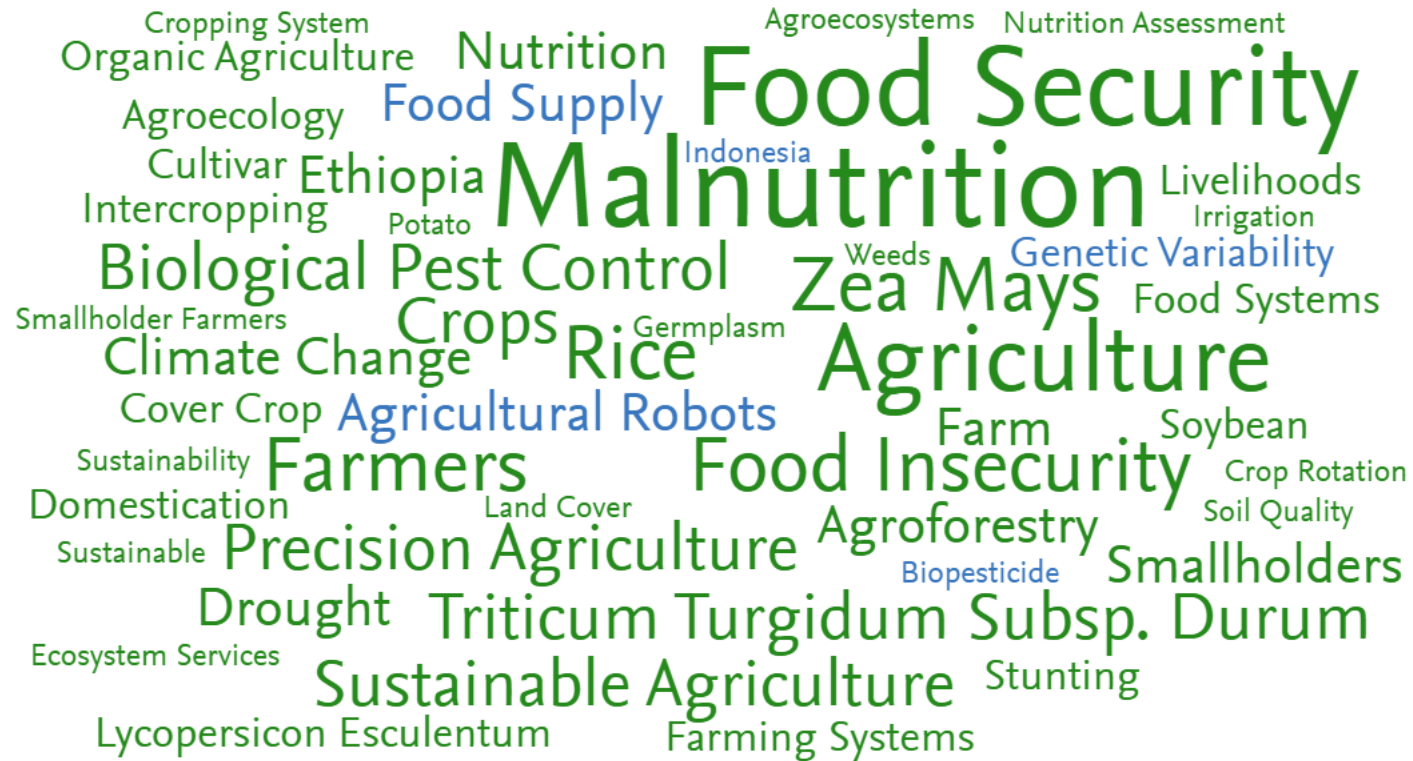 Cropping System
Agroecosystems
Nutrition Assessment
Organic Agriculture
Nutrition
Food Security
Agroecology
Food Supply
Malnutrition
Indonesia
Cultivar
Ethiopia
Livelihoods
Intercropping
Potato
Irrigation
Biological Pest Control
Weeds
Genetic Variability
Zea Mays
Food Systems
Smallholder Farmers
Crops
Germplasm
Climate Change
Rice
Agriculture
Cover Crop
Agricultural Robots
Farm
Soybean
Sustainability
Farmers
Food Insecurity
Crop Rotation
Domestication
Land Cover
Agroforestry
Soil Quality
Sustainable
Precision Agriculture
Biopesticide
Smallholders
Drought
Triticum Turgidum Subsp. Durum
Ecosystem Services
Sustainable Agriculture
Stunting
Lycopersicon Esculentum
Farming Systems